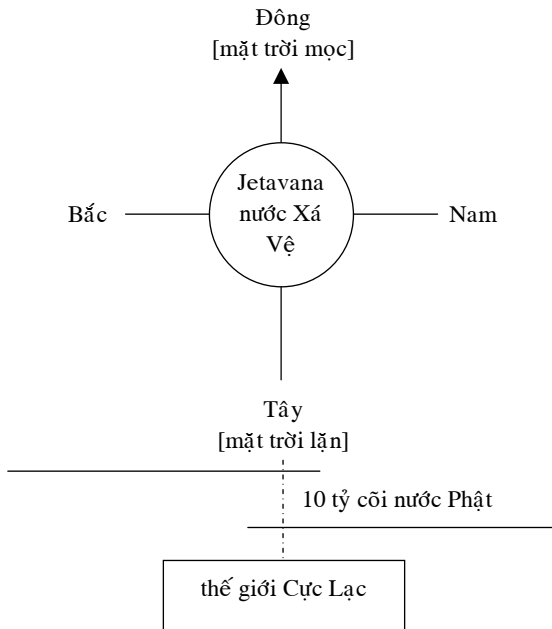 Đông
[mặt trời mọc]
Jetavana
nước Xá
Vệ
Bắc
Nam
Tây
[mặt trời lặn]
10 tỷ cõi nước Phật
thế giới Cực Lạc